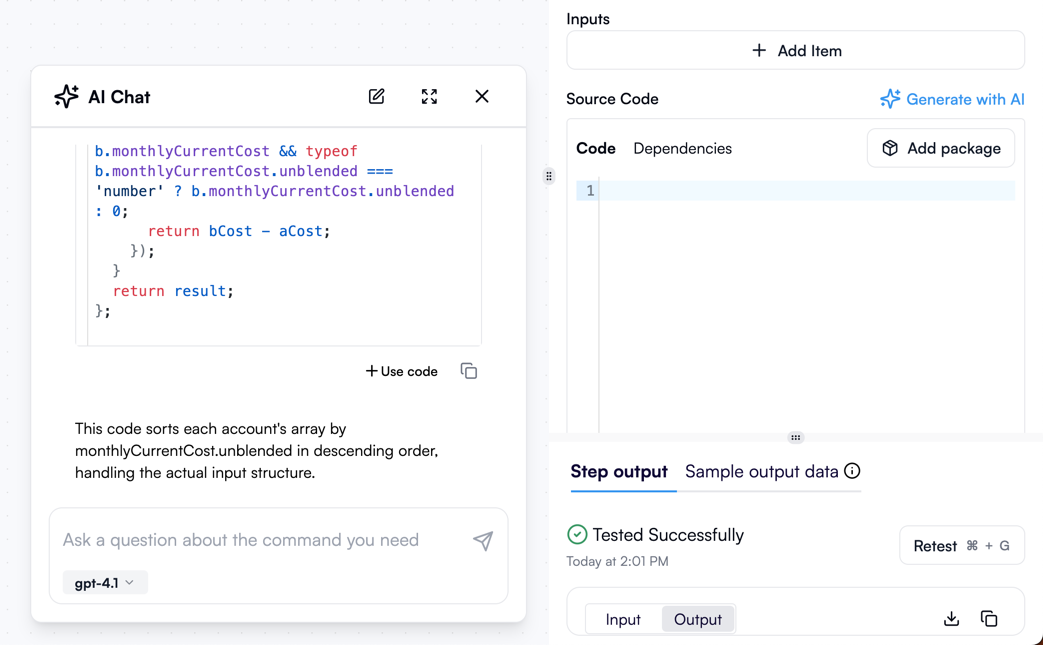 AI Chat
b.monthlyCurrentCost && typeof
b.monthlyCurrentCost.unblended ===
'number' ? b.monthlyCurrentCost.unblended
: 0;
return bCost - aCost;
});
}
return result;
};
Use code
This code sorts each account's array by
monthlyCurrentCost.unblended in descending order,
handling the actual input structure.
Ask a question about the command you need
gpt-4.1
Inputs
+ Add Item
Source Code
Generate with AI
Code Dependencies
Add package
1
Step output Sample output data
Tested Successfully
Today at 2:01 PM
Retest ⌘ + G
Input Output